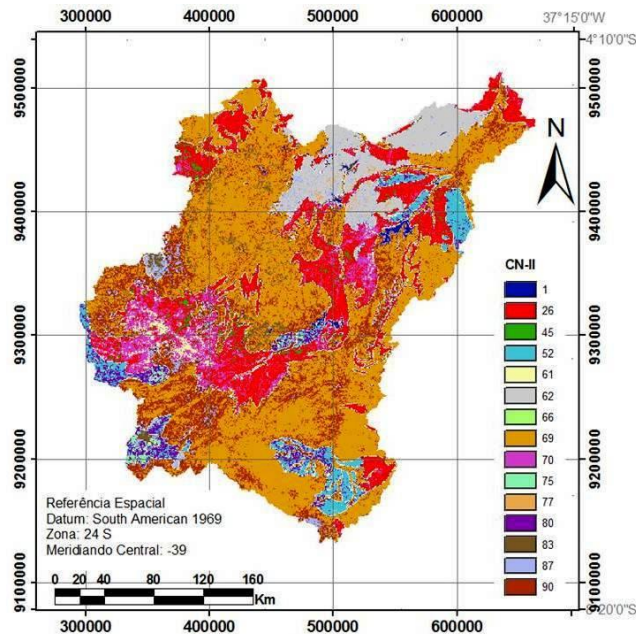 300000 400000 500000 600000 37°15'0"W
4°10'0"S
9500000 9500000
N
9400000 9400000
CN-II
1
26
45
52
61
62
66
69
70
75
77
80
83
87
90
9300000 9300000
9200000 9200000
Referência Espacial
Datum: South American 1969
Zona: 24 S
Meridiando Central: -39
0 20 40 80 120 160
Km
9100000 9100000
20'0"S
300000 400000 500000 600000